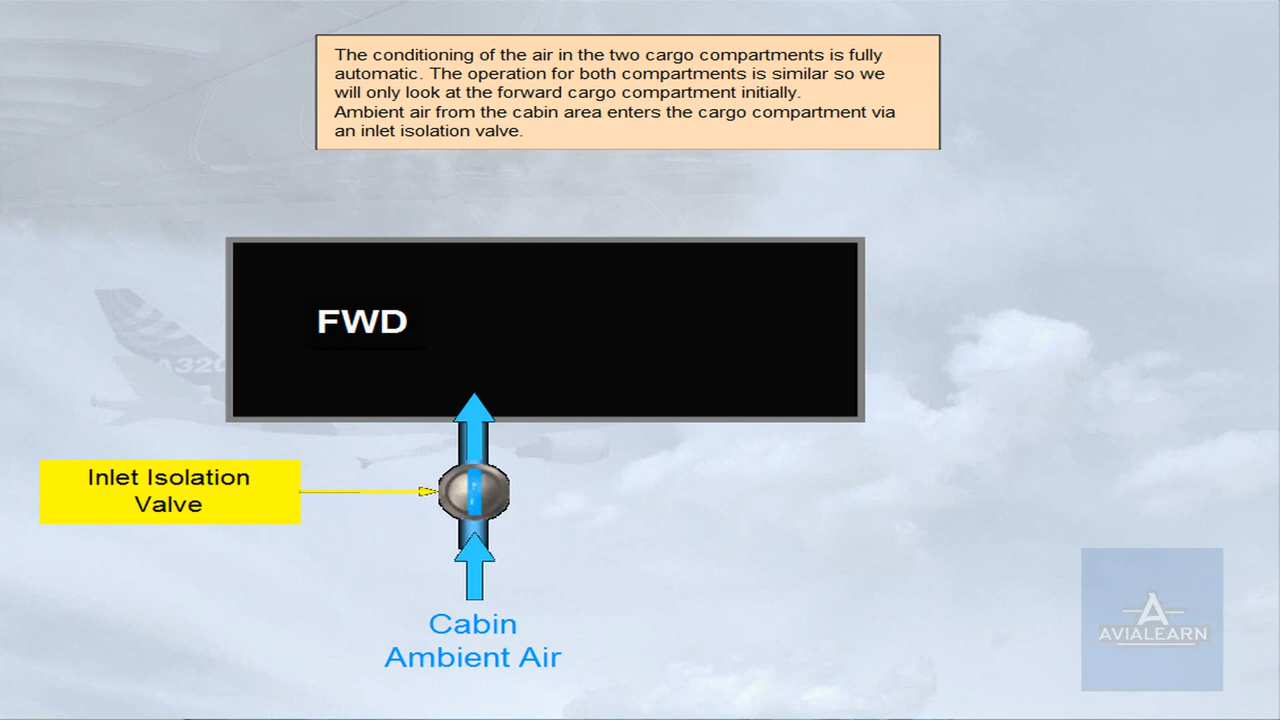 The conditioning of the air in the two cargo compartments is fully
automatic. The operation for both compartments is similar so we
will only look at the forward cargo compartment initially.
Ambient air from the cabin area enters the cargo compartment via
an inlet isolation valve.
FWD
A320
Inlet Isolation
Valve
Cabin
Ambient Air
AVIALEARN